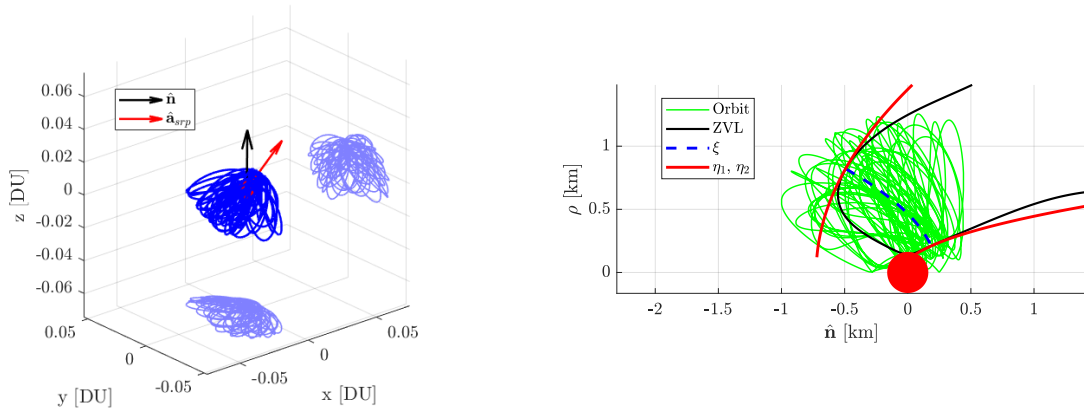 0.06
0.04
0.02
0
-0.02
-0.04
-0.06
z [DU]
n̂
â_srp
0.05
0
-0.05
y [DU]
-0.05
0
0.05
x [DU]
Orbit
ZVL
ξ
η₁, η₂
1
0.5
0
ρ [km]
-2
-1.5
-1
-0.5
0
0.5
1
n̂ [km]